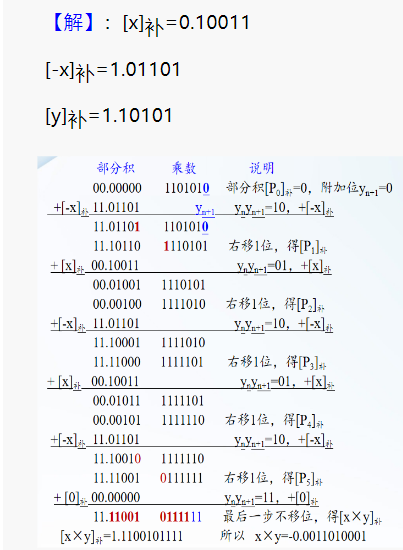 【解】：[x]补=0.10011
[-x]补=1.01101
[y]补=1.10101
部分积 乘数 说明
00.00000 1101010 部分积[P₀]补=0，附加位yₙ₊₁=0
+[-x]补 11.01101 yₙ₊₁ yₙyₙ₊₁=10，+[-x]补
11.01101 1101010
11.10110 1110101 右移1位，得[P₁]补
+[x]补 00.10011 yₙyₙ₊₁=01，+[x]补
00.01001 1110101
00.00100 1111010 右移1位，得[P₂]补
+[-x]补 11.01101 yₙyₙ₊₁=10，+[-x]补
11.10001 1111010
11.11000 1111101 右移1位，得[P₃]补
+[x]补 00.10011 yₙyₙ₊₁=01，+[x]补
00.01011 1111101
00.00101 1111110 右移1位，得[P₄]补
+[-x]补 11.01101 yₙyₙ₊₁=10，+[-x]补
11.10010 1111110
11.11001 0111111 右移1位，得[P₅]补
+[0]补 00.00000 yₙyₙ₊₁=11，+[0]补
11.11001 0111111 最后一步不移位，得[x×y]补
[x×y]补=1.1100101111 所以 x×y=-0.0011010001